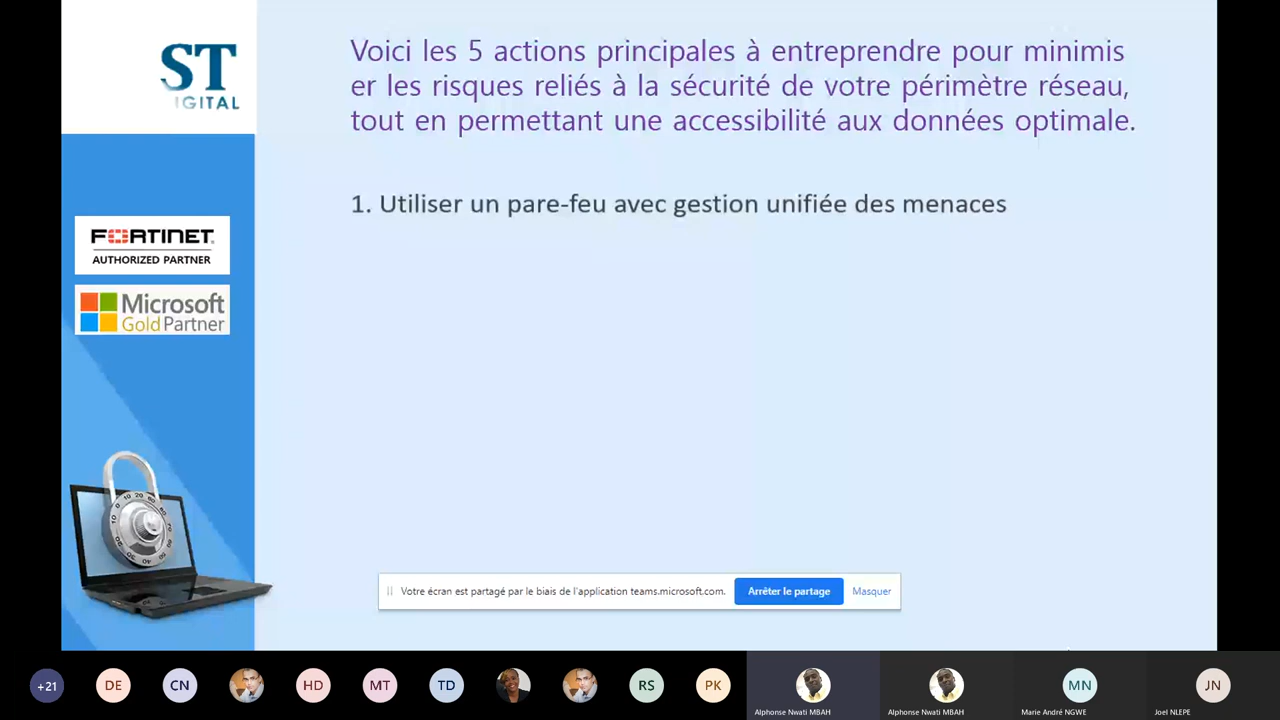 ST
DIGITAL
Voici les 5 actions principales à entreprendre pour minimis
er les risques reliés à la sécurité de votre périmètre réseau,
tout en permettant une accessibilité aux données optimale.
1. Utiliser un pare-feu avec gestion unifiée des menaces
FORTINET
AUTHORIZED PARTNER
Microsoft
Gold Partner
Votre écran est partagé par le biais de l'application teams.microsoft.com.
Arrêter le partage
Masquer
+21
DE
CN
HD
MT
TD
RS
PK
Alphonse Nwati MBAH
Alphonse Nwati MBAH
MN
Marie André NGWE
JN
Joel NLEPE